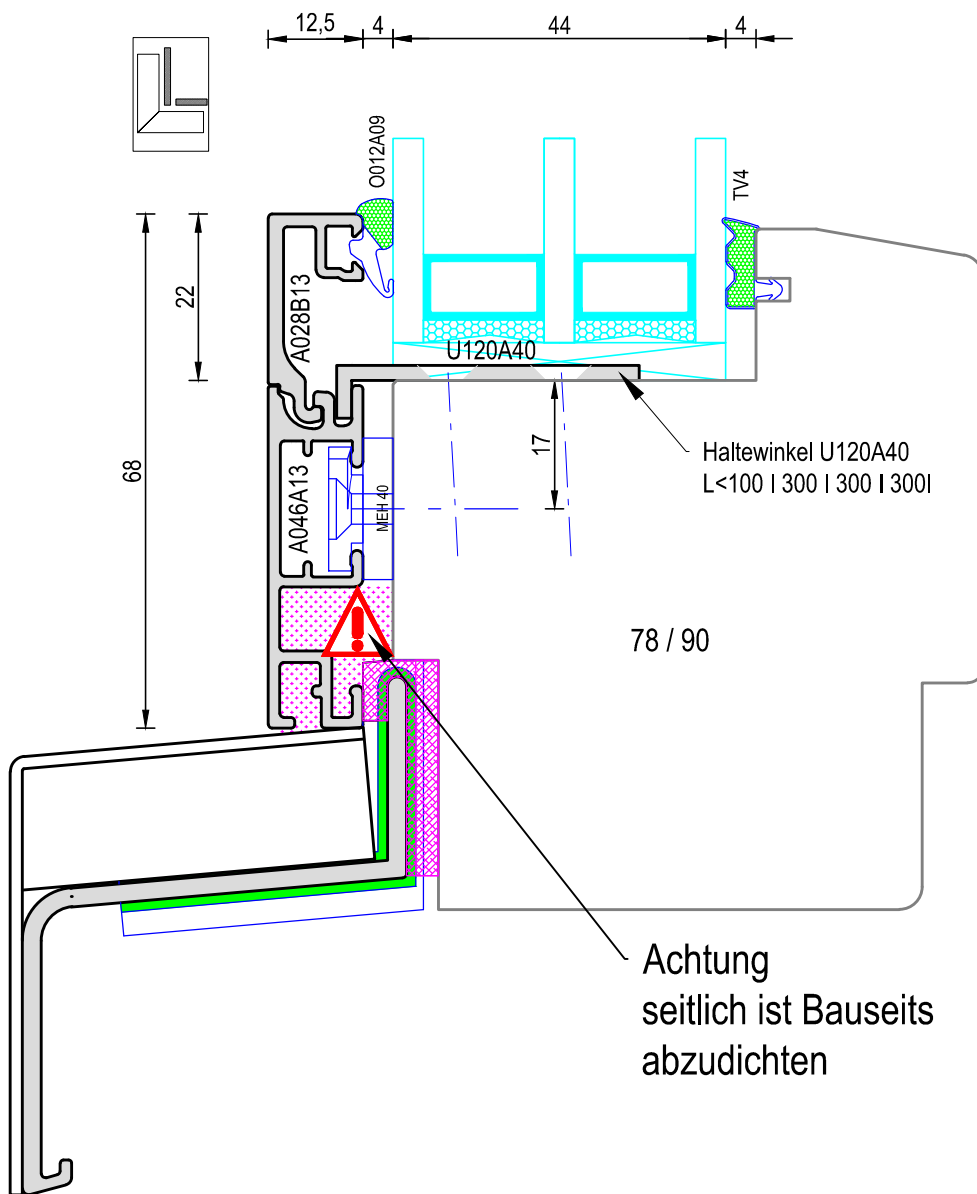 12,5
4
44
4
O012A09
TV4
22
A028B13
U120A40
68
17
Haltewinkel U120A40
L<100 | 300 | 300 | 300|
A046A13
MEH 40
78 / 90
Achtung
seitlich ist Bauseits
abzudichten